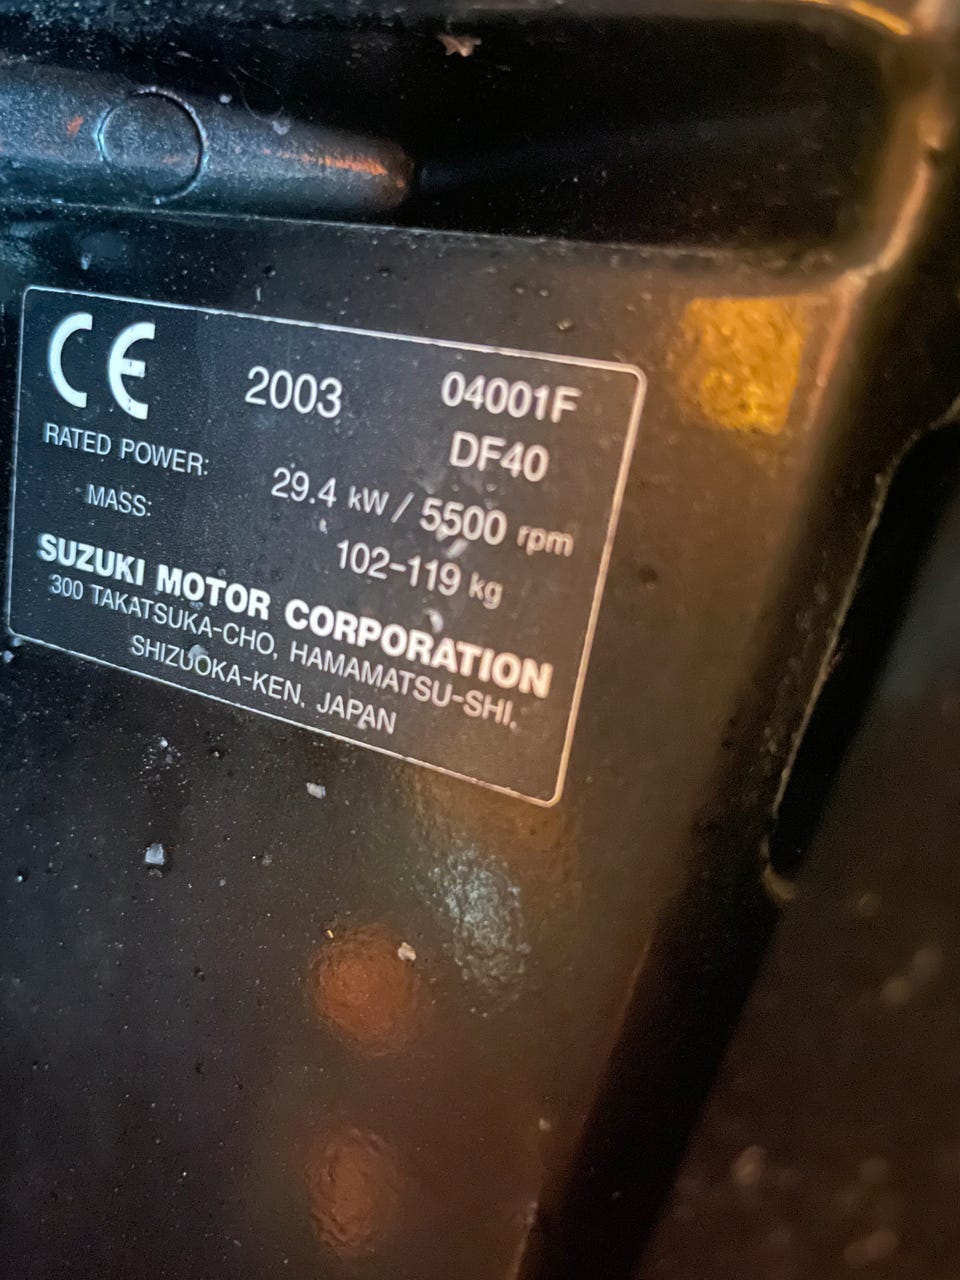 CE 2003 04001F
DF40
RATED POWER: 29.4 kW / 5500 rpm
MASS: 102-119 kg
SUZUKI MOTOR CORPORATION
300 TAKATSUKA-CHO, HAMAMATSU-SHI,
SHIZUOKA-KEN, JAPAN